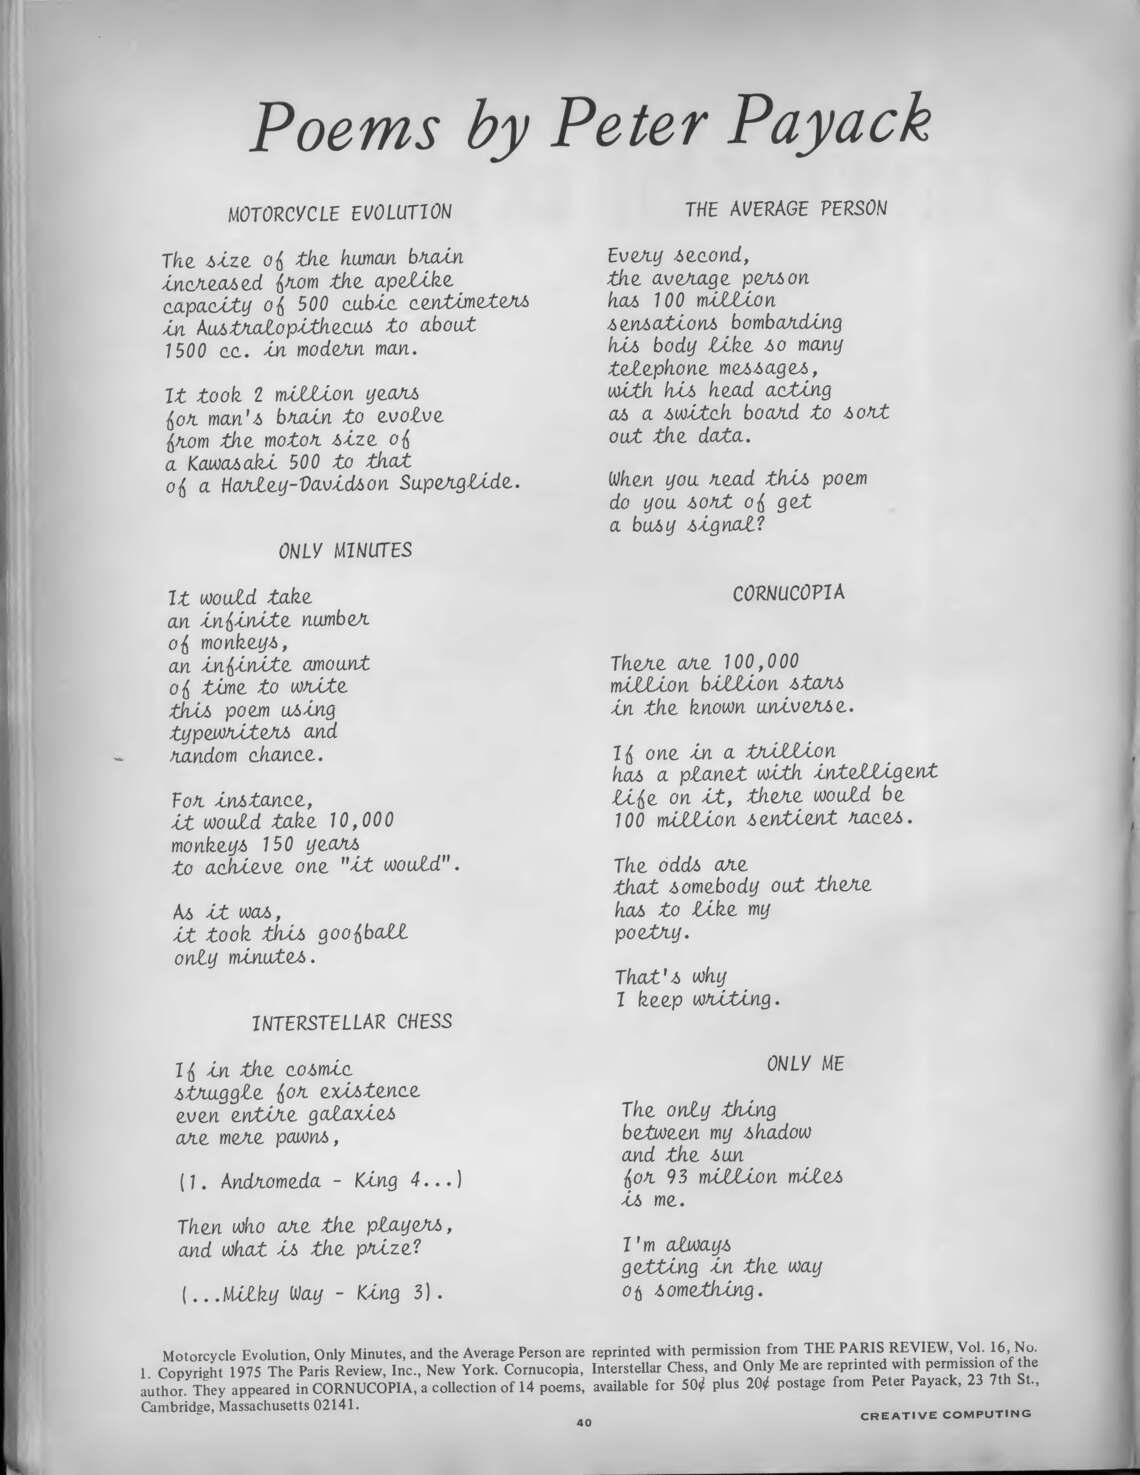 Poems by Peter Payack
MOTORCYCLE EVOLUTION
The size of the human brain
increased from the apelike
capacity of 500 cubic centimeters
in Australopithecus to about
1500 cc. in modern man.
It took 2 million years
for man's brain to evolve
from the motor size of
a Kawasaki 500 to that
of a Harley-Davidson Superglide.
ONLY MINUTES
It would take
an infinite number
of monkeys,
an infinite amount
of time to write
this poem using
typewriters and
random chance.
For instance,
it would take 10,000
monkeys 150 years
to achieve one "it would".
As it was,
it took this goofball
only minutes.
INTERSTELLAR CHESS
If in the cosmic
struggle for existence
even entire galaxies
are mere pawns,
(1. Andromeda - King 4...)
Then who are the players,
and what is the prize?
(...Milky Way - King 3).
THE AVERAGE PERSON
Every second,
the average person
has 100 million
sensations bombarding
his body like so many
telephone messages,
with his head acting
as a switch board to sort
out the data.
When you read this poem
do you sort of get
a busy signal?
CORNUCOPIA
There are 100,000
million billion stars
in the known universe.
If one in a trillion
has a planet with intelligent
life on it, there would be
100 million sentient races.
The odds are
that somebody out there
has to like my
poetry.
That's why
I keep writing.
ONLY ME
The only thing
between my shadow
and the sun
for 93 million miles
is me.
I'm always
getting in the way
of something.
Motorcycle Evolution, Only Minutes, and the Average Person are reprinted with permission from THE PARIS REVIEW, Vol. 16, No.
1. Copyright 1975 The Paris Review, Inc., New York. Cornucopia, Interstellar Chess, and Only Me are reprinted with permission of the
author. They appeared in CORNUCOPIA, a collection of 14 poems, available for 50¢ plus 20¢ postage from Peter Payack, 23 7th St.,
Cambridge, Massachusetts 02141.
40
CREATIVE COMPUTING